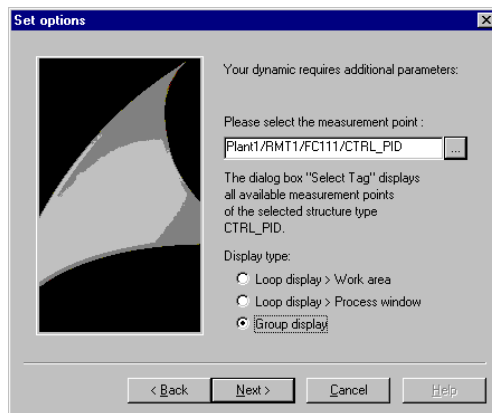 Set options
Your dynamic requires additional parameters:
Please select the measurement point :
Plant1/RMT1/FC111/CTRL_PID
...
The dialog box "Select Tag" displays
all available measurement points
of the selected structure type
CTRL_PID.
Display type:
Loop display > Work area
Loop display > Process window
Group display
< Back
Next >
Cancel
Help